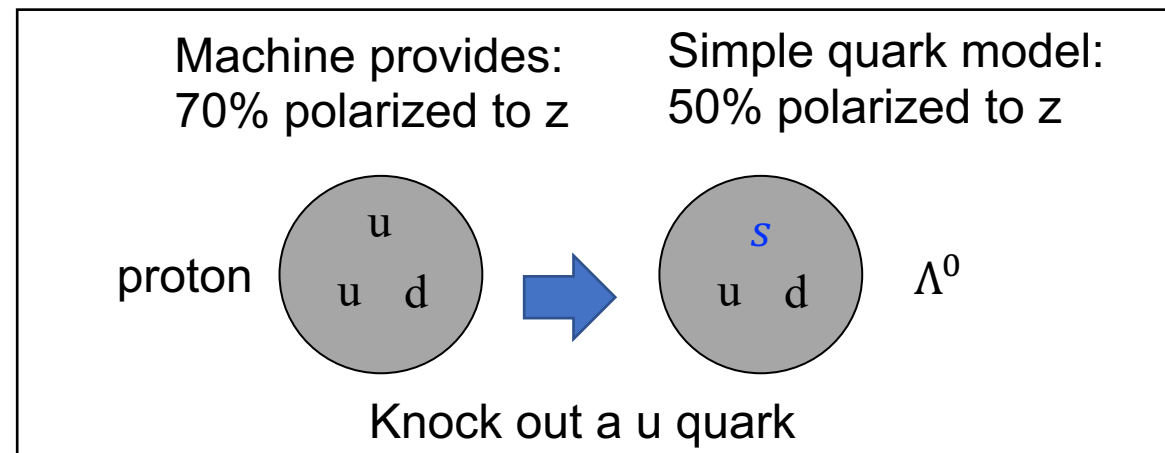 Machine provides:
70% polarized to z
Simple quark model:
50% polarized to z
proton
u
u d
s
u d
Λ⁰
Knock out a u quark